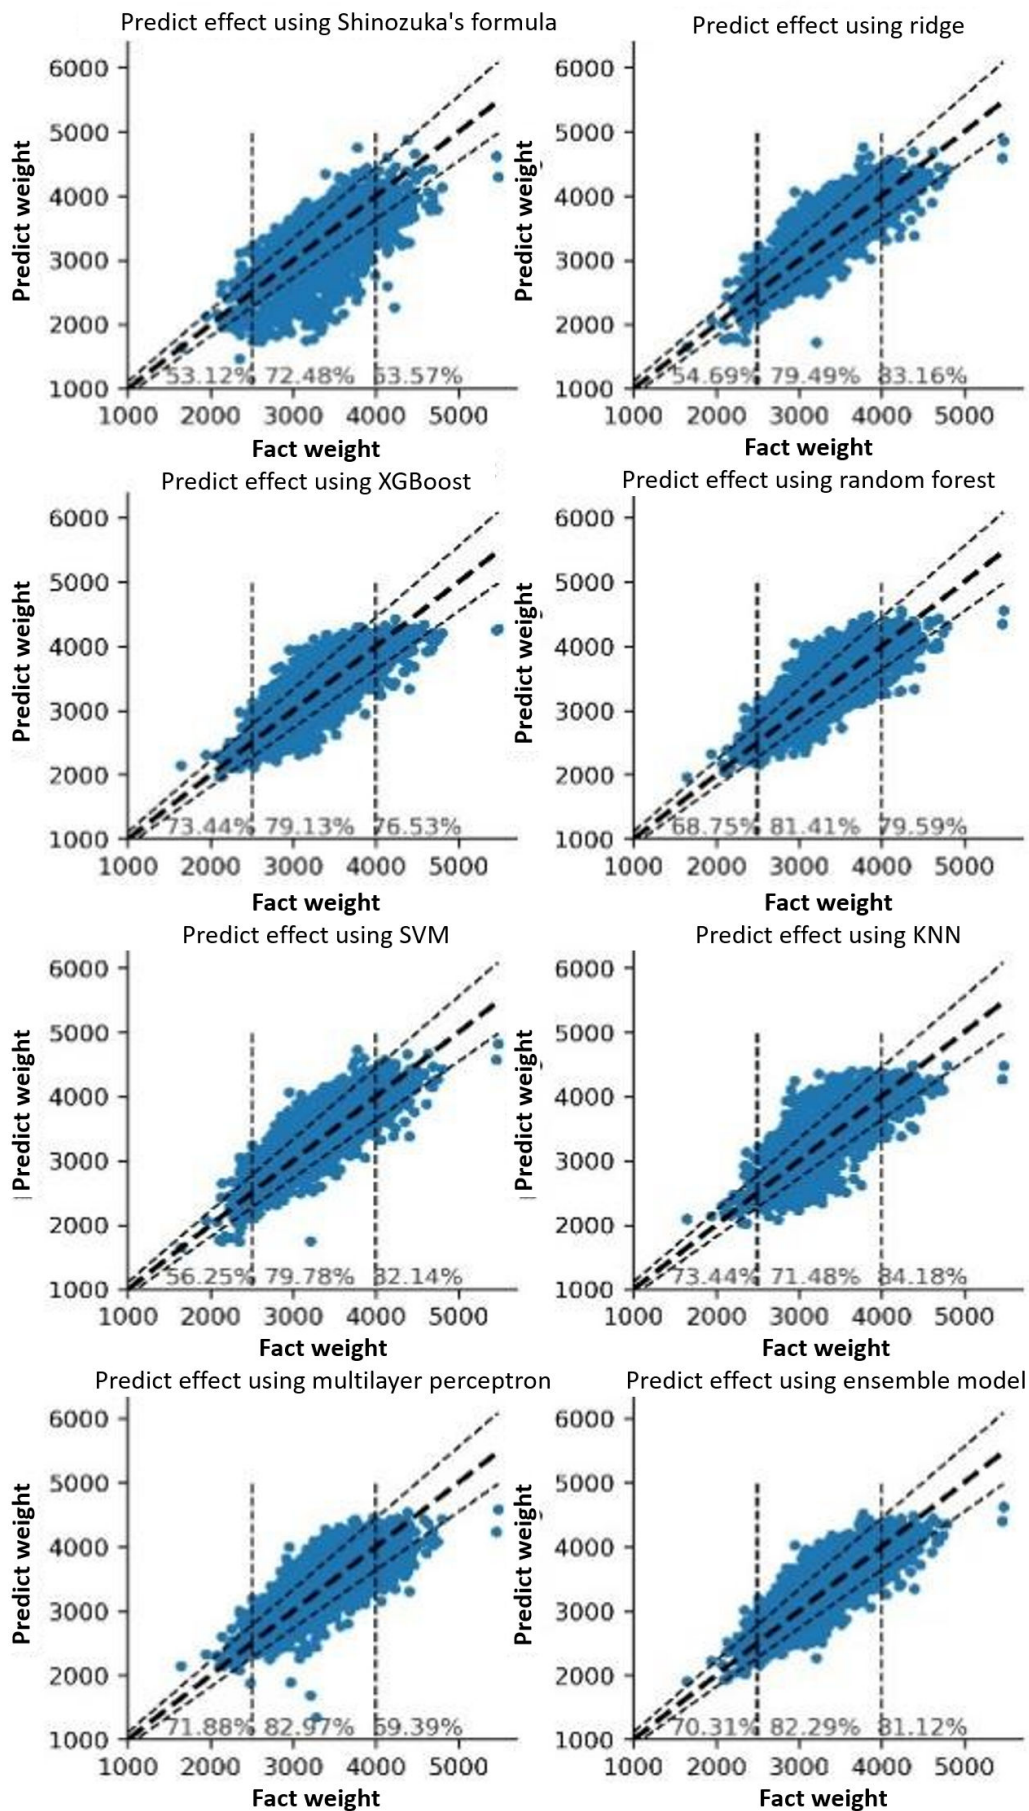 Predict effect using Shinozuka's formula
Predict weight
6000
5000
4000
3000
2000
1000
53.12% 72.48% 53.57%
1000 2000 3000 4000 5000
Fact weight
Predict effect using ridge
Predict weight
6000
5000
4000
3000
2000
1000
54.69% 79.49% 83.16%
1000 2000 3000 4000 5000
Fact weight
Predict effect using XGBoost
Predict weight
6000
5000
4000
3000
2000
1000
73.44% 79.13% 76.53%
1000 2000 3000 4000 5000
Fact weight
Predict effect using random forest
Predict weight
6000
5000
4000
3000
2000
1000
68.75% 81.41% 79.59%
1000 2000 3000 4000 5000
Fact weight
Predict effect using SVM
Predict weight
6000
5000
4000
3000
2000
1000
56.25% 79.78% 82.14%
1000 2000 3000 4000 5000
Fact weight
Predict effect using KNN
Predict weight
6000
5000
4000
3000
2000
1000
73.44% 71.48% 84.18%
1000 2000 3000 4000 5000
Fact weight
Predict effect using multilayer perceptron
Predict weight
6000
5000
4000
3000
2000
1000
71.88% 82.97% 69.39%
1000 2000 3000 4000 5000
Fact weight
Predict effect using ensemble model
Predict weight
6000
5000
4000
3000
2000
1000
70.31% 82.29% 81.12%
1000 2000 3000 4000 5000
Fact weight